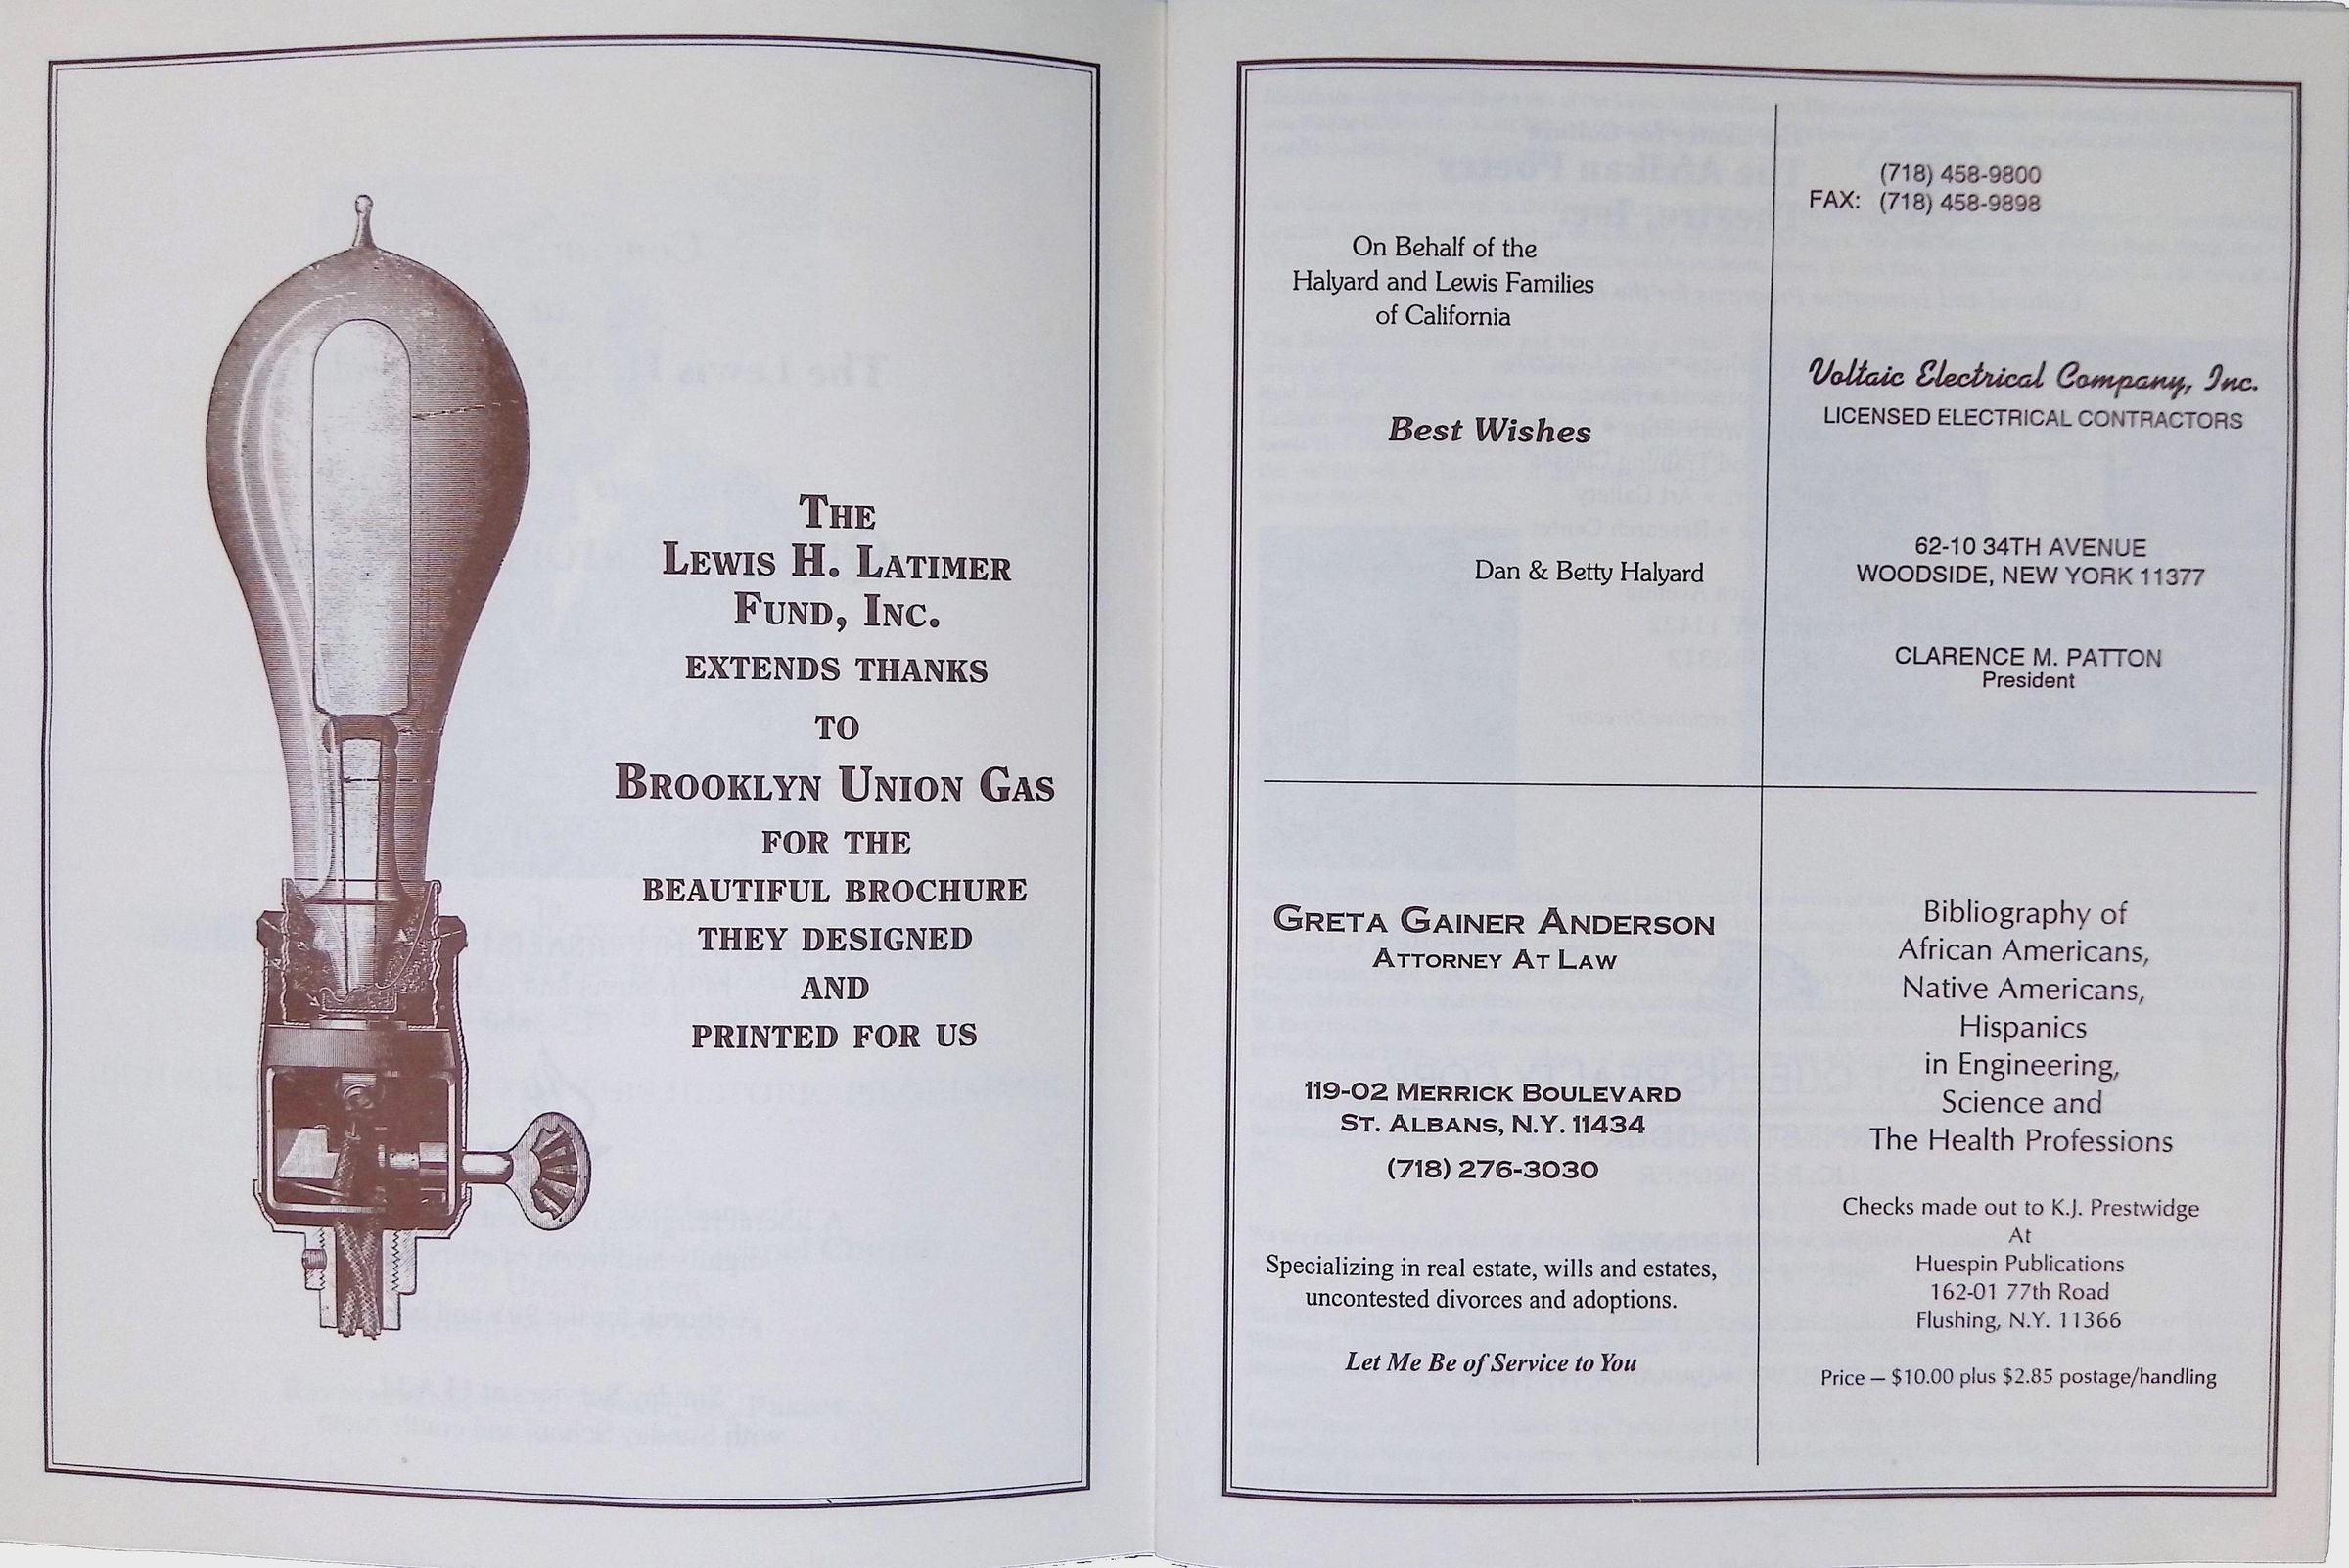 THE
LEWIS H. LATIMER
FUND, INC.
EXTENDS THANKS
TO
BROOKLYN UNION GAS
FOR THE
BEAUTIFUL BROCHURE
THEY DESIGNED
AND
PRINTED FOR US
On Behalf of the
Halyard and Lewis Families
of California
Best Wishes
Dan & Betty Halyard
(718) 458-9800
FAX: (718) 458-9898
Voltaic Electrical Company, Inc.
LICENSED ELECTRICAL CONTRACTORS
62-10 34TH AVENUE
WOODSIDE, NEW YORK 11377
CLARENCE M. PATTON
President
GRETA GAINER ANDERSON
ATTORNEY AT LAW
119-02 MERRICK BOULEVARD
ST. ALBANS, N.Y. 11434
(718) 276-3030
Specializing in real estate, wills and estates,
uncontested divorces and adoptions.
Let Me Be of Service to You
Bibliography of
African Americans,
Native Americans,
Hispanics
in Engineering,
Science and
The Health Professions
Checks made out to K.J. Prestwidge
At
Huespin Publications
162-01 77th Road
Flushing, N.Y. 11366
Price – $10.00 plus $2.85 postage/handling